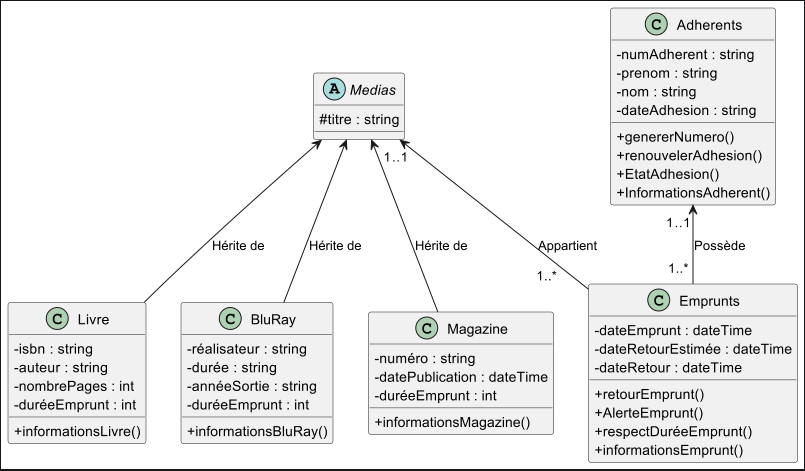 C Adherents
-numAdherent : string
-prenom : string
-nom : string
-dateAdhesion : string
+genererNumero()
+renouvelerAdhesion()
+EtatAdhesion()
+InformationsAdherent()
A Medias
#titre : string
1..1
1..1
Hérite de
Hérite de
Hérite de
Appartient
Possède
1..*
1..*
C Livre
-isbn : string
-auteur : string
-nombrePages : int
-duréeEmprunt : int
+informationsLivre()
C BluRay
-réalisateur : string
-durée : string
-annéeSortie : string
-duréeEmprunt : int
+informationsBluRay()
C Magazine
-numéro : string
-datePublication : dateTime
-duréeEmprunt : int
+informationsMagazine()
C Emprunts
-dateEmprunt : dateTime
-dateRetourEstimée : dateTime
-dateRetour : dateTime
+retourEmprunt()
+AlerteEmprunt()
+respectDuréeEmprunt()
+informationsEmprunt()